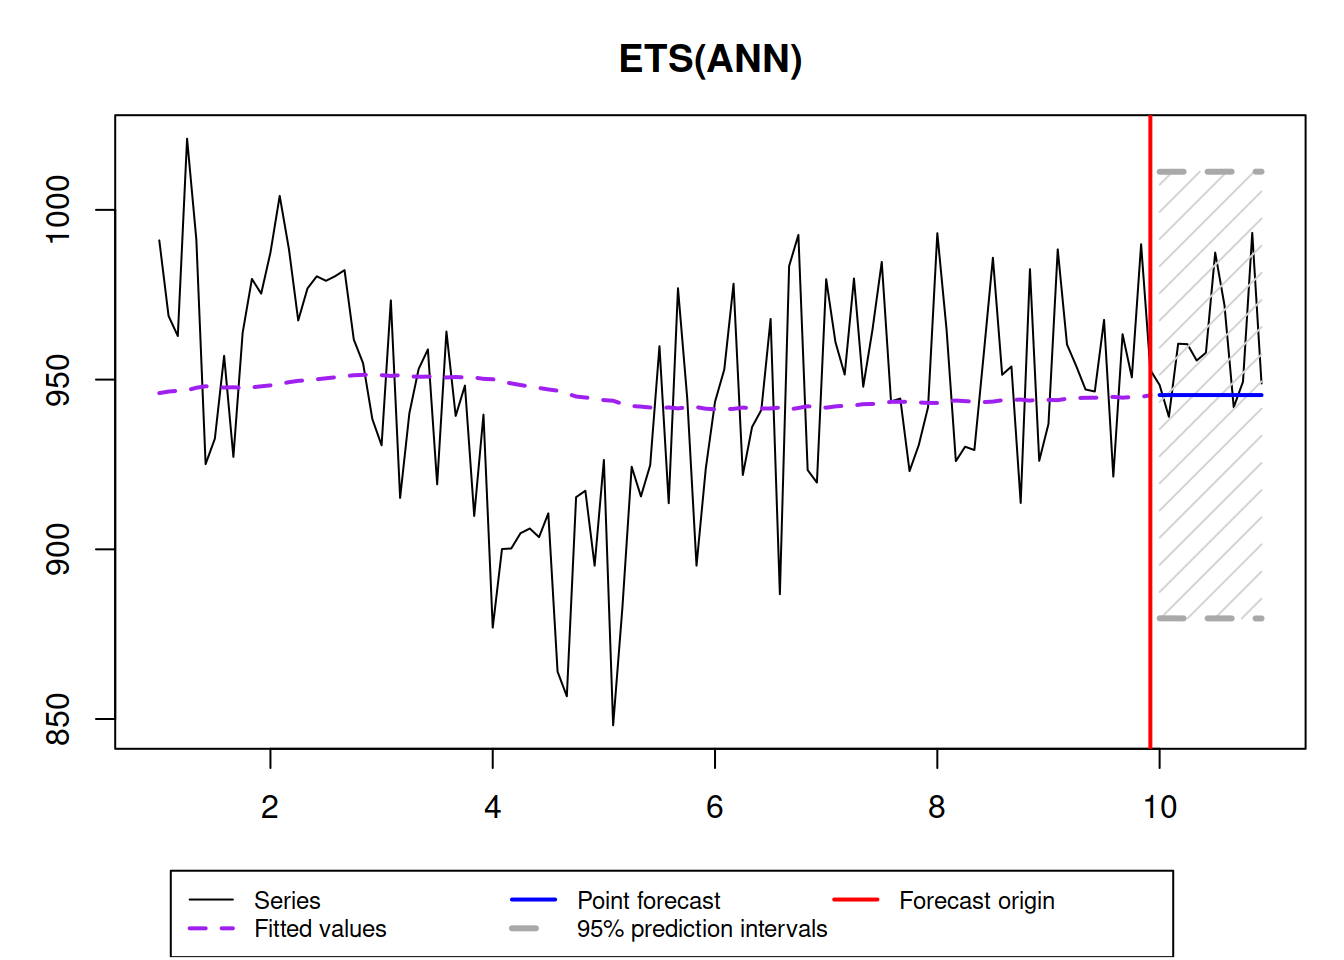 ETS(ANN)
1000
950
900
850
2 4 6 8 10
Series Point forecast Forecast origin
Fitted values 95% prediction intervals